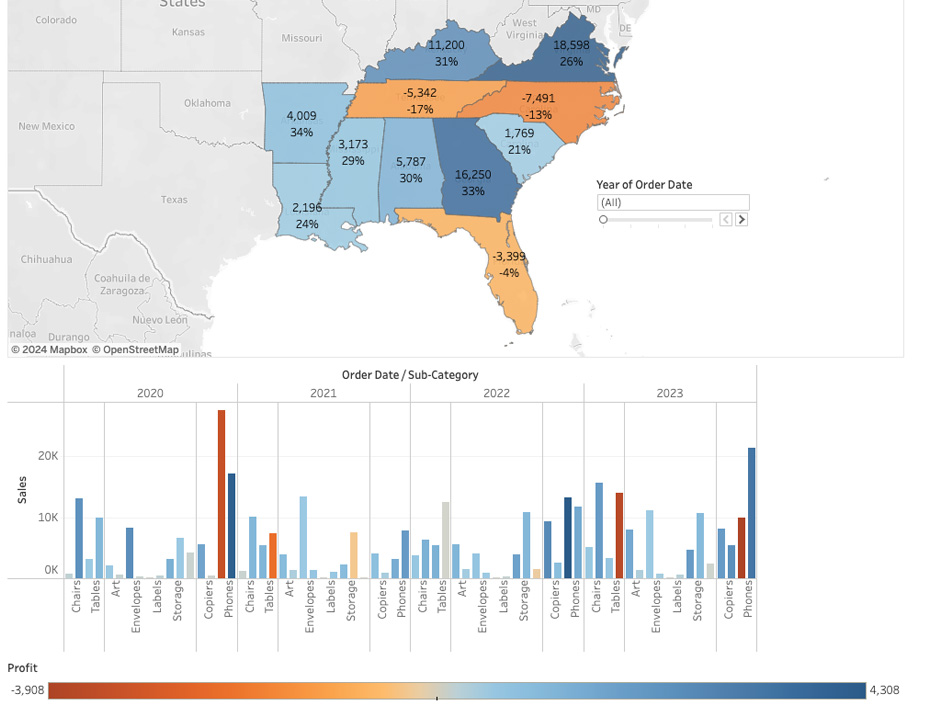 States
MD
Colorado
West
Virginia
DE
Kansas
Missouri
11,200
31%
18,598
26%
-5,342
-17%
-7,491
-13%
Oklahoma
New Mexico
4,009
34%
3,173
29%
1,769
21%
5,787
30%
16,250
33%
Texas
2,196
24%
Year of Order Date
(All)
-3,399
-4%
Chihuahua
Coahuila de
Zaragoza
Nuevo León
Durango
© 2024 Mapbox © OpenStreetMap
Order Date / Sub-Category
2020 2021 2022 2023
Sales
20K
10K
0K
Chairs Tables Art Envelopes Labels Storage Copiers Phones Chairs Tables Art Envelopes Labels Storage Copiers Phones Chairs Tables Art Envelopes Labels Storage Copiers Phones Chairs Tables Art Envelopes Labels Storage Copiers Phones
Profit
-3,908 4,308